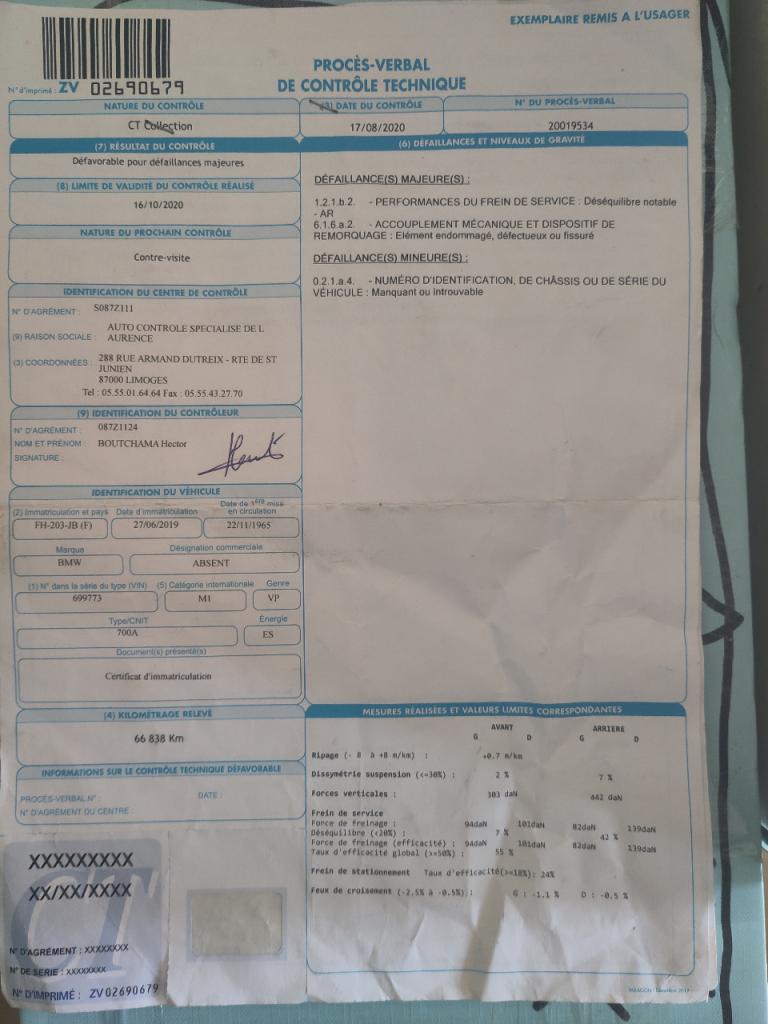 EXEMPLAIRE REMIS A L'USAGER
PROCÈS-VERBAL
DE CONTRÔLE TECHNIQUE
N°d'imprimé : ZV 02690679
NATURE DU CONTRÔLE
CT Collection
(3) DATE DU CONTRÔLE
17/08/2020
N° DU PROCÈS-VERBAL
20019534
(7) RÉSULTAT DU CONTRÔLE
Défavorable pour défaillances majeures
(8) LIMITE DE VALIDITÉ DU CONTRÔLE RÉALISÉ
16/10/2020
NATURE DU PROCHAIN CONTRÔLE
Contre-visite
IDENTIFICATION DU CENTRE DE CONTRÔLE
N° D'AGRÉMENT : S087Z111
(9) RAISON SOCIALE : AUTO CONTROLE SPECIALISE DE L
AURENCE
(3) COORDONNÉES : 288 RUE ARMAND DUTREIX - RTE DE ST
JUNIEN
87000 LIMOGES
Tel : 05.55.01.64.64 Fax : 05.55.43.27.70
(9) IDENTIFICATION DU CONTRÔLEUR
N° D'AGRÉMENT : 087Z1124
NOM ET PRÉNOM : BOUTCHAMA Hector
SIGNATURE :
IDENTIFICATION DU VÉHICULE
(2) Immatriculation et pays Date d'immatriculation Date de 1ère mise
en circulation
FH-203-JB (F) 27/06/2019 22/11/1965
Marque Désignation commerciale
BMW ABSENT
(1) N° dans la série du type (VIN) (5) Catégorie internationale Genre
699773 M1 VP
Type/CNIT Énergie
700A ES
Document(s) présenté(s)
Certificat d'immatriculation
(4) KILOMÉTRAGE RELEVÉ
66 838 Km
INFORMATIONS SUR LE CONTRÔLE TECHNIQUE DÉFAVORABLE
PROCÈS-VERBAL N° : DATE :
N° D'AGRÉMENT DU CENTRE :
XXXXXXXXX
XX/XX/XXXX
N° D'AGRÉMENT : XXXXXXXX
N° DE SERIE : XXXXXXXX
N° D'IMPRIMÉ : ZV02690679
(6) DÉFAILLANCES ET NIVEAUX DE GRAVITÉ
DÉFAILLANCE(S) MAJEURE(S) :
1.2.1.b.2. - PERFORMANCES DU FREIN DE SERVICE : Déséquilibre notable
- AR
6.1.6.a.2. - ACCOUPLEMENT MÉCANIQUE ET DISPOSITIF DE
REMORQUAGE : Elément endommagé, défectueux ou fissuré
DÉFAILLANCE(S) MINEURE(S) :
0.2.1.a.4. - NUMÉRO D'IDENTIFICATION, DE CHÂSSIS OU DE SÉRIE DU
VÉHICULE : Manquant ou introuvable
MESURES RÉALISÉES ET VALEURS LIMITES CORRESPONDANTES
AVANT ARRIERE
G D G D
Ripage (- 8 à +8 m/km) : +0.7 m/km
Dissymétrie suspension (<=30%) : 2 % 7 %
Forces verticales : 383 daN 442 daN
Frein de service
Force de freinage : 94daN 101daN 82daN 139daN
Déséquilibre (<20%) : 7 % 42 %
Force de freinage (efficacité) : 94daN 101daN 82daN 139daN
Taux d'efficacité global (>=50%) : 55 %
Frein de stationnement Taux d'efficacité(>=18%): 24%
Feux de croisement (-2.5% à -0.5%) : G : -1.1 % D : -0.5 %